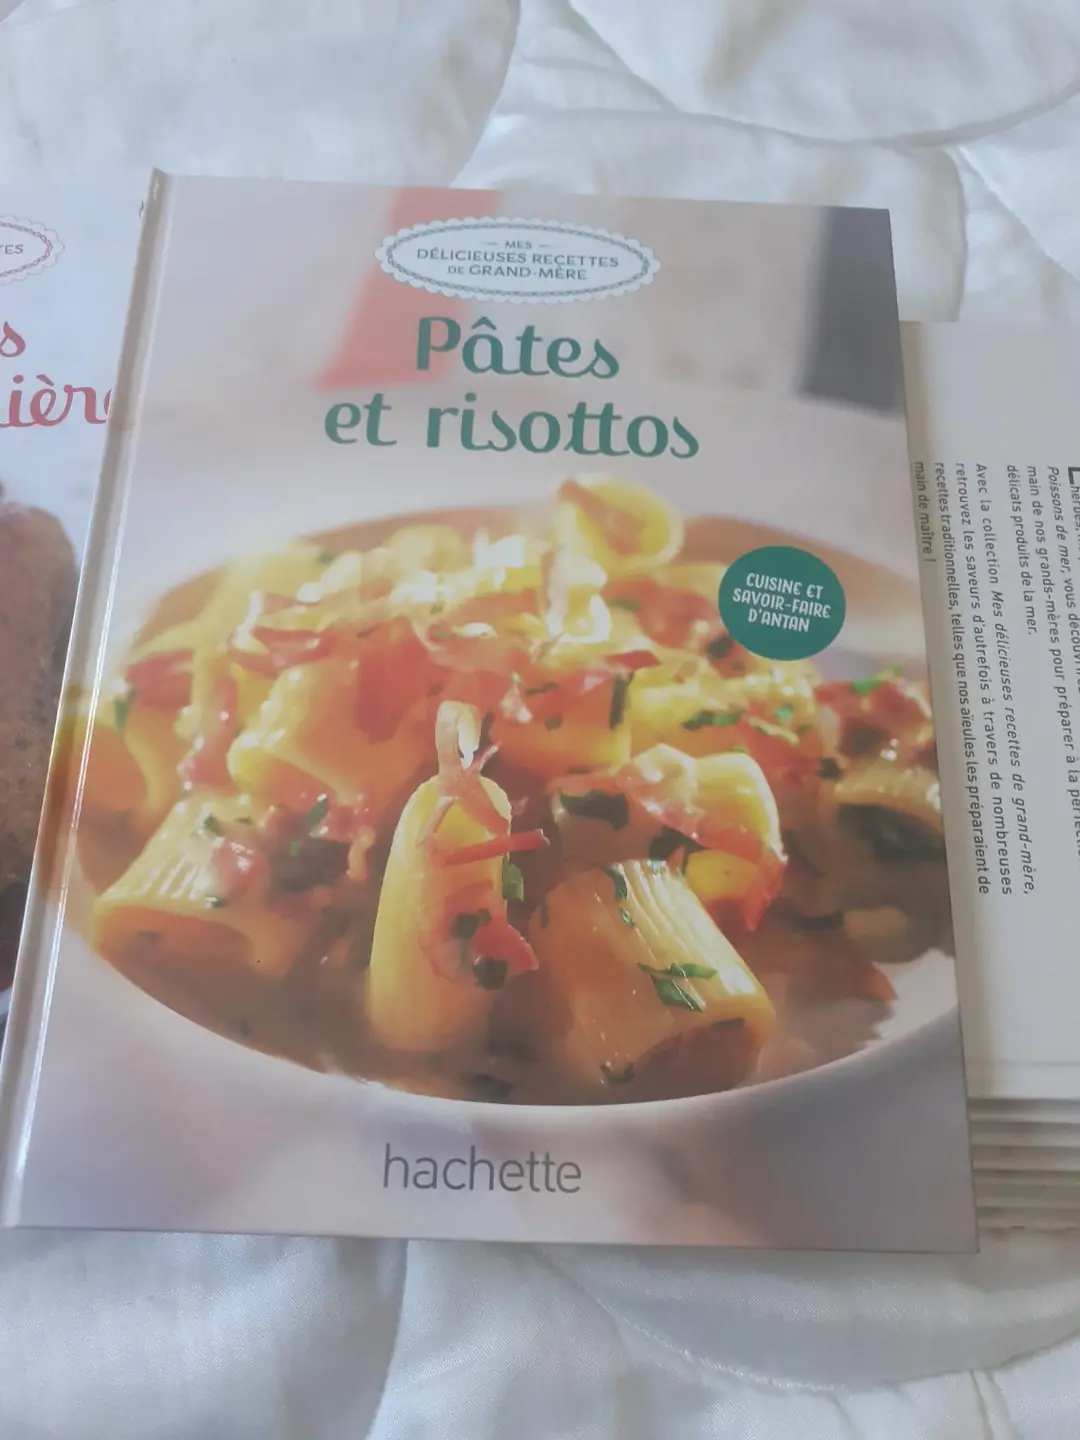 MES
DÉLICIEUSES RECETTES
DE GRAND-MÈRE
Pâtes
et risottos
CUISINE ET
SAVOIR-FAIRE
D'ANTAN
hachette
Poissons de mer, vous
main de nos grands-mères pour préparer à la
délicats produits de la mer.
Avec la collection Mes délicieuses recettes de grand-mère,
retrouvez les saveurs d'autrefois à travers de nombreuses
recettes traditionnelles, telles que nos aïeules les préparaient de
main de maître !